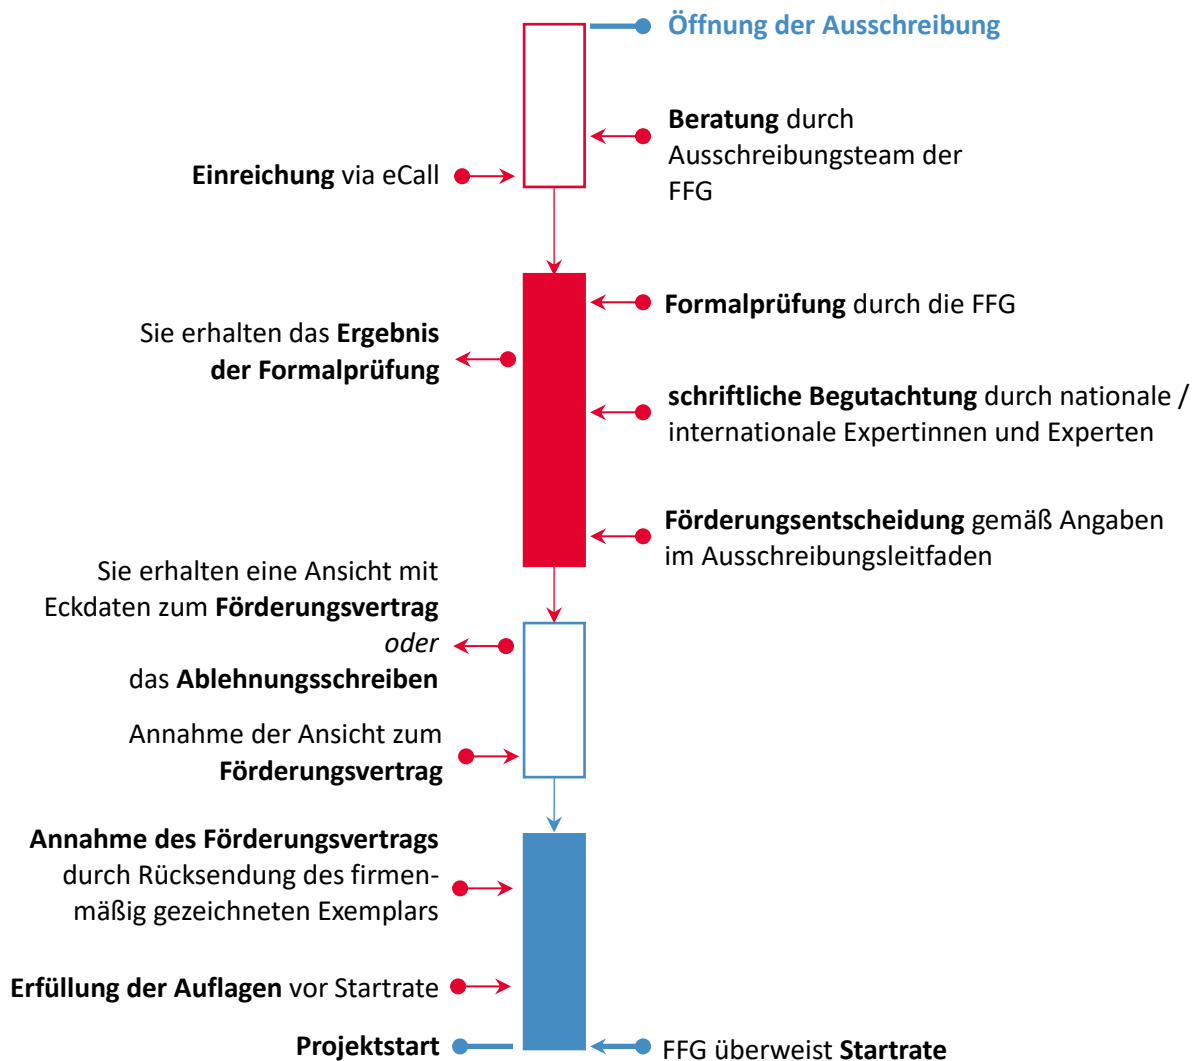 Öffnung der Ausschreibung
Beratung durch
Ausschreibungsteam der
FFG
Einreichung via eCall
Formalprüfung durch die FFG
Sie erhalten das Ergebnis
der Formalprüfung
schriftliche Begutachtung durch nationale /
internationale Expertinnen und Experten
Förderungsentscheidung gemäß Angaben
im Ausschreibungsleitfaden
Sie erhalten eine Ansicht mit
Eckdaten zum Förderungsvertrag
oder
das Ablehnungsschreiben
Annahme der Ansicht zum
Förderungsvertrag
Annahme des Förderungsvertrags
durch Rücksendung des firmen-
mäßig gezeichneten Exemplars
Erfüllung der Auflagen vor Startrate
Projektstart
FFG überweist Startrate